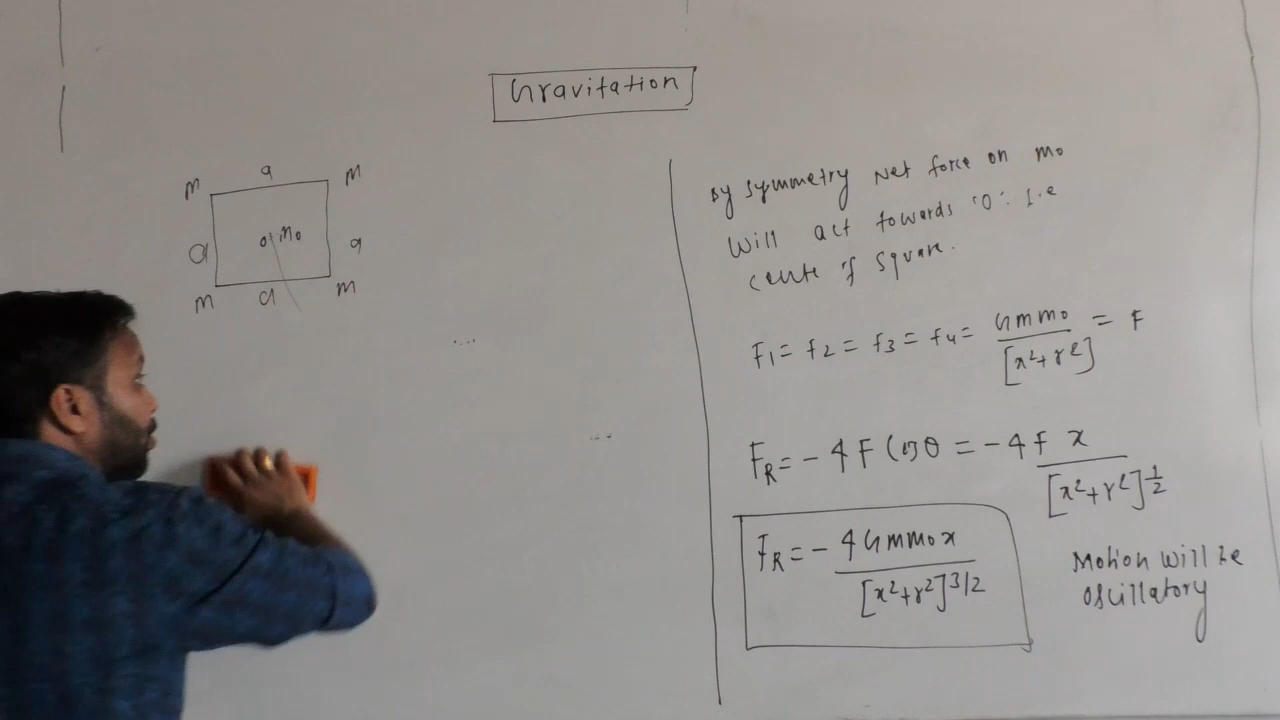 Gravitation
a
m m
a
o m₀
a
m a m
By symmetry Net force on m₀
will act towards 'O'. I.e
cente of square.
F₁ = f₂ = f₃ = f₄ = GMm₀ / [x²+r²] = F
F_R = -4F cosθ = -4F x / [x²+r²]^1/2
F_R = - 4GMm₀x / [x²+r²]^3/2
Motion will be
oscillatory